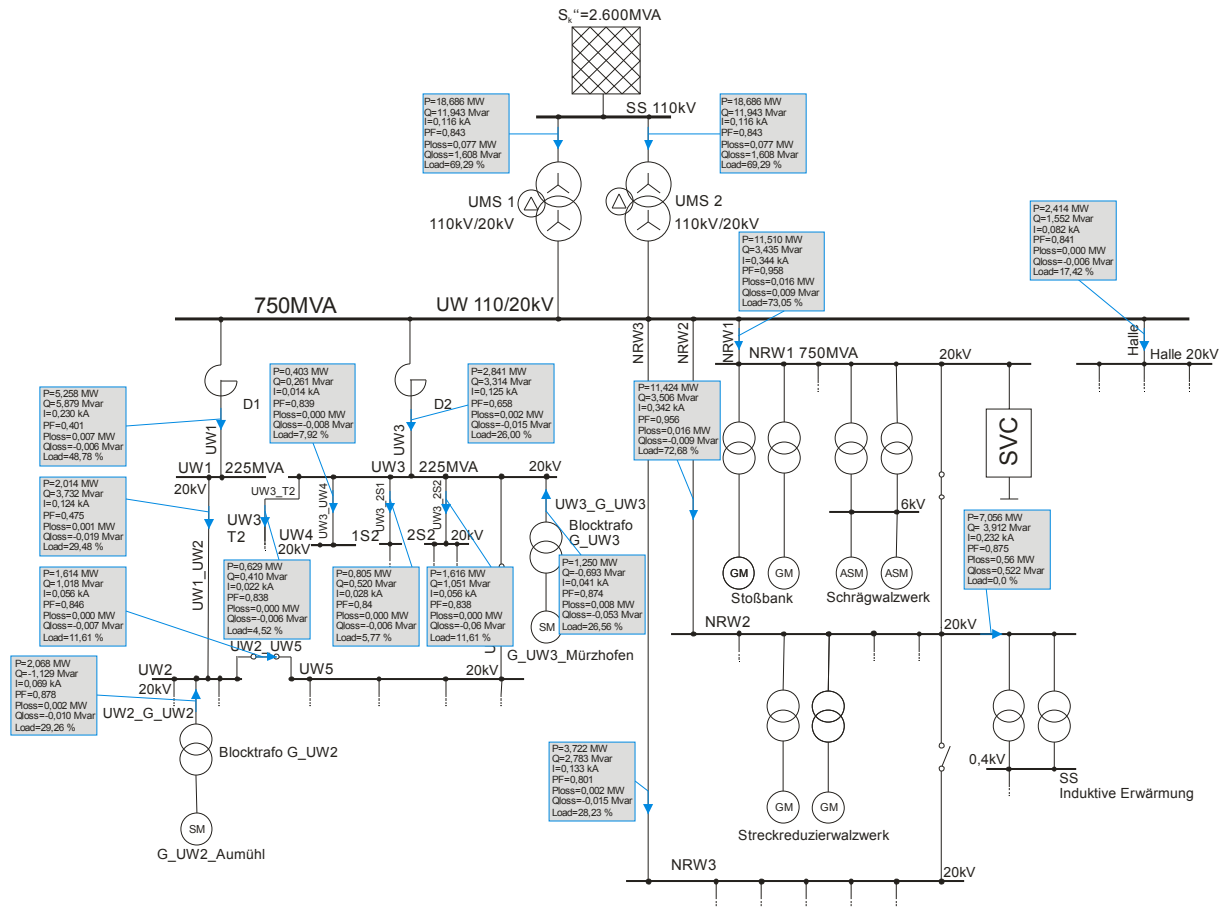 Sk“=2.600MVA
P=18,686 MW
Q=11,943 Mvar
I=0,116 kA
PF=0,843
Ploss=0,077 MW
Qloss=1,608 Mvar
Load=69,29 %
SS 110kV
P=18,686 MW
Q=11,943 Mvar
I=0,116 kA
PF=0,843
Ploss=0,077 MW
Qloss=1,608 Mvar
Load=69,29 %
UMS 1
110kV/20kV
UMS 2
110kV/20kV
P=11,510 MW
Q=3,435 Mvar
I=0,344 kA
PF=0,958
Ploss=0,016 MW
Qloss=0,009 Mvar
Load=73,05 %
P=2,414 MW
Q=1,552 Mvar
I=0,082 kA
PF=0,841
Ploss=0,000 MW
Qloss=-0,006 Mvar
Load=17,42 %
750MVA
UW 110/20kV
NRW3
NRW2
NRW1
NRW1 750MVA
20kV
Halle
Halle 20kV
P=5,258 MW
Q=5,879 Mvar
I=0,230 kA
PF=0,401
Ploss=0,007 MW
Qloss=-0,006 Mvar
Load=48,78 %
D1
UW1
P=0,403 MW
Q=0,261 Mvar
I=0,014 kA
PF=0,839
Ploss=0,000 MW
Qloss=-0,008 Mvar
Load=7,92 %
D2
UW3
P=2,841 MW
Q=3,314 Mvar
I=0,125 kA
PF=0,658
Ploss=0,002 MW
Qloss=-0,015 Mvar
Load=26,00 %
P=11,424 MW
Q=3,506 Mvar
I=0,342 kA
PF=0,956
Ploss=0,016 MW
Qloss=-0,009 Mvar
Load=72,68 %
SVC
UW1 225MVA
20kV
UW3 225MVA
20kV
P=2,014 MW
Q=3,732 Mvar
I=0,124 kA
PF=0,475
Ploss=0,001 MW
Qloss=-0,019 Mvar
Load=29,48 %
UW1_UW2
UW3_T2
UW3
T2
UW3_UW4
UW4
20kV
UW3_2S1
1S2
UW3_2S2
2S2
20kV
UW3_G_UW3
Blocktrafo
G_UW3
6kV
P=1,614 MW
Q=1,018 Mvar
I=0,056 kA
PF=0,846
Ploss=0,000 MW
Qloss=-0,007 Mvar
Load=11,61 %
P=0,629 MW
Q=0,410 Mvar
I=0,022 kA
PF=0,838
Ploss=0,000 MW
Qloss=-0,006 Mvar
Load=4,52 %
P=0,805 MW
Q=0,520 Mvar
I=0,028 kA
PF=0,84
Ploss=0,000 MW
Qloss=-0,006 Mvar
Load=5,77 %
P=1,616 MW
Q=1,051 Mvar
I=0,056 kA
PF=0,838
Ploss=0,000 MW
Qloss=-0,06 Mvar
Load=11,61 %
P=1,250 MW
Q=-0,693 Mvar
I=0,041 kA
PF=0,874
Ploss=0,008 MW
Qloss=-0,053 Mvar
Load=26,56 %
P=7,056 MW
Q= 3,912 Mvar
I=0,232 kA
PF=0,875
Ploss=0,56 MW
Qloss=0,522 Mvar
Load=0,0 %
GM
GM
ASM
ASM
Stoßbank
Schrägwalzwerk
SM
G_UW3_Mürzhofen
NRW2
20kV
UW2_UW5
UW2
20kV
UW5
20kV
P=2,068 MW
Q=-1,129 Mvar
I=0,069 kA
PF=0,878
Ploss=0,002 MW
Qloss=-0,010 Mvar
Load=29,26 %
UW2_G_UW2
Blocktrafo G_UW2
SM
G_UW2_Aumühl
P=3,722 MW
Q=2,783 Mvar
I=0,133 kA
PF=0,801
Ploss=0,002 MW
Qloss=-0,015 Mvar
Load=28,23 %
0,4kV
SS
Induktive Erwärmung
GM
GM
Streckreduzierwalzwerk
NRW3
20kV